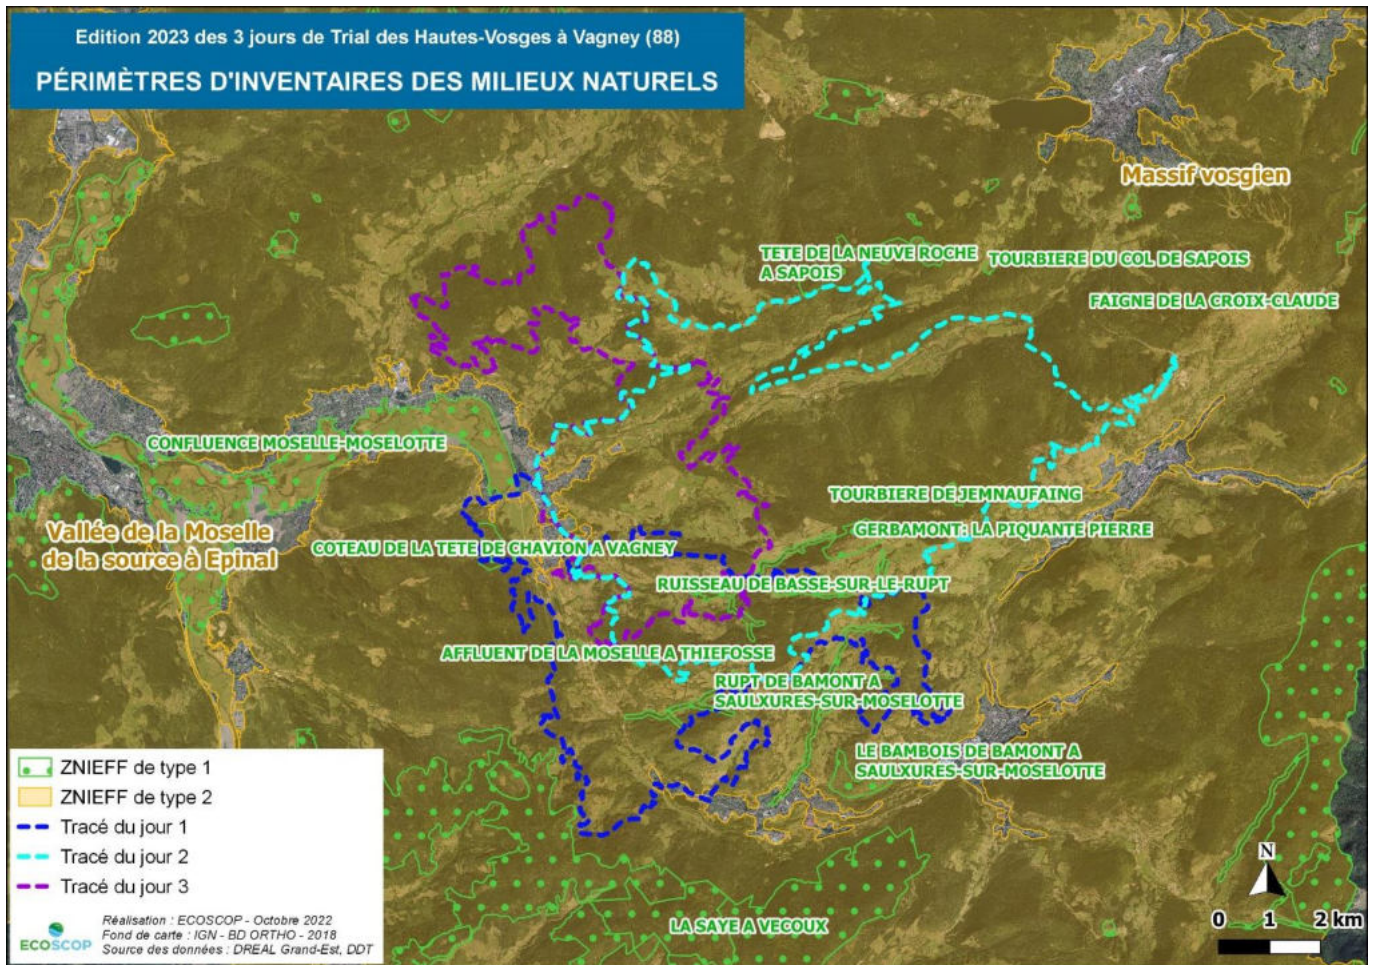 Edition 2023 des 3 jours de Trial des Hautes-Vosges à Vagney (88)
PÉRIMÈTRES D'INVENTAIRES DES MILIEUX NATURELS
Massif vosgien
TETE DE LA NEUVE ROCHE
A SAPOIS
TOURBIERE DU COL DE SAPOIS
FAIGNE DE LA CROIX-CLAUDE
CONFLUENCE MOSELLE-MOSELOTTE
TOURBIERE DE JEMNAUFAING
GERBAMONT: LA PIQUANTE PIERRE
Vallée de la Moselle
de la source à Epinal
COTEAU DE LA TETE DE CHAVION A VAGNEY
RUISSEAU DE BASSE-SUR-LE-RUPT
AFFLUENT DE LA MOSELLE A THIEFOSSE
RUPT DE BAMONT A
SAULXURES-SUR-MOSELOTTE
LE BAMBOIS DE BAMONT A
SAULXURES-SUR-MOSELOTTE
LA SAYE A VECOUX
ZNIEFF de type 1
ZNIEFF de type 2
Tracé du jour 1
Tracé du jour 2
Tracé du jour 3
Réalisation : ECOSCOP - Octobre 2022
Fond de carte : IGN - BD ORTHO - 2018
Source des données : DREAL Grand-Est, DDT
ECOSCOP
N
0 1 2 km